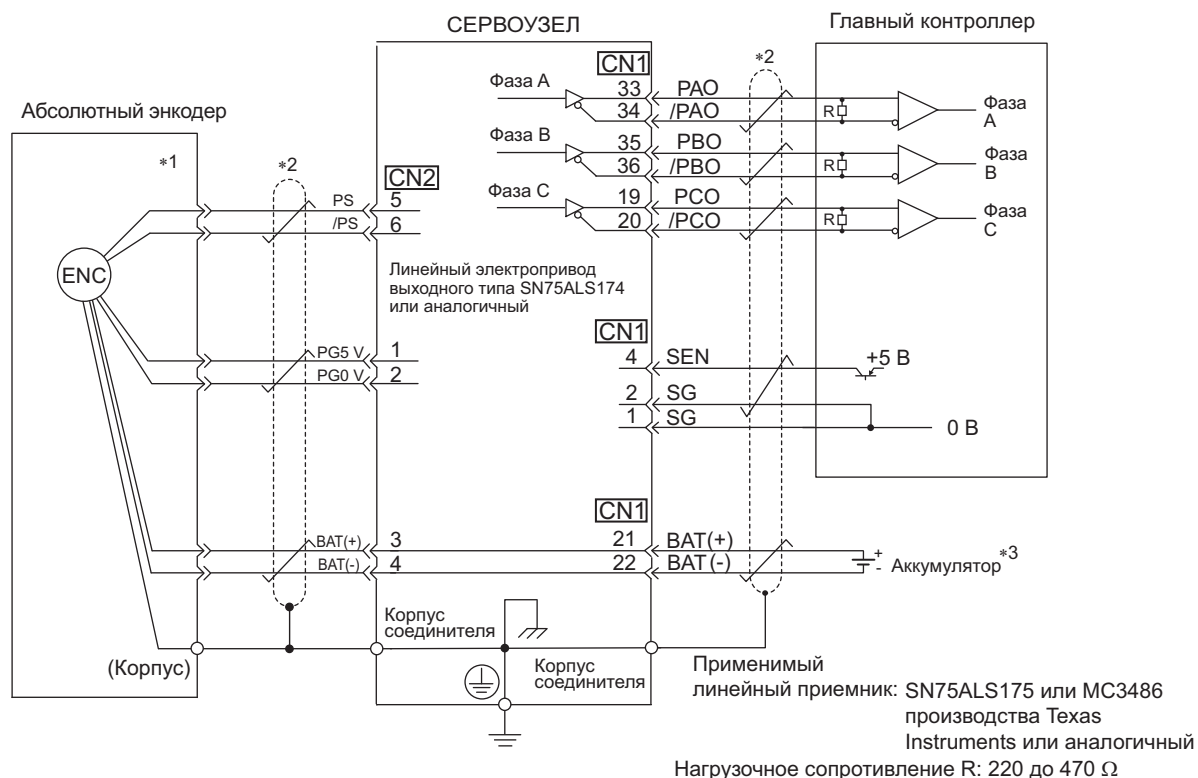 СЕРВОУЗЕЛ
Главный контроллер
Абсолютный энкодер
*1
*2
CN2
PS 5
/PS 6
ENC
PG5 V 1
PG0 V 2
BAT(+) 3
BAT(-) 4
(Корпус)
Фаза A
Фаза B
Фаза C
CN1
33 PAO
34 /PAO
35 PBO
36 /PBO
19 PCO
20 /PCO
*2
R
R
R
Фаза
A
Фаза
B
Фаза
C
Линейный электропривод
выходного типа SN75ALS174
или аналогичный
CN1
4 SEN
2 SG
1 SG
+5 В
0 В
CN1
21 BAT(+)
22 BAT (-)
+
-
Аккумулятор*3
Корпус
соединителя
Корпус
соединителя
Применимый
линейный приемник: SN75ALS175 или MC3486
производства Texas
Instruments или аналогичный
Нагрузочное сопротивление R: 220 до 470 Ω